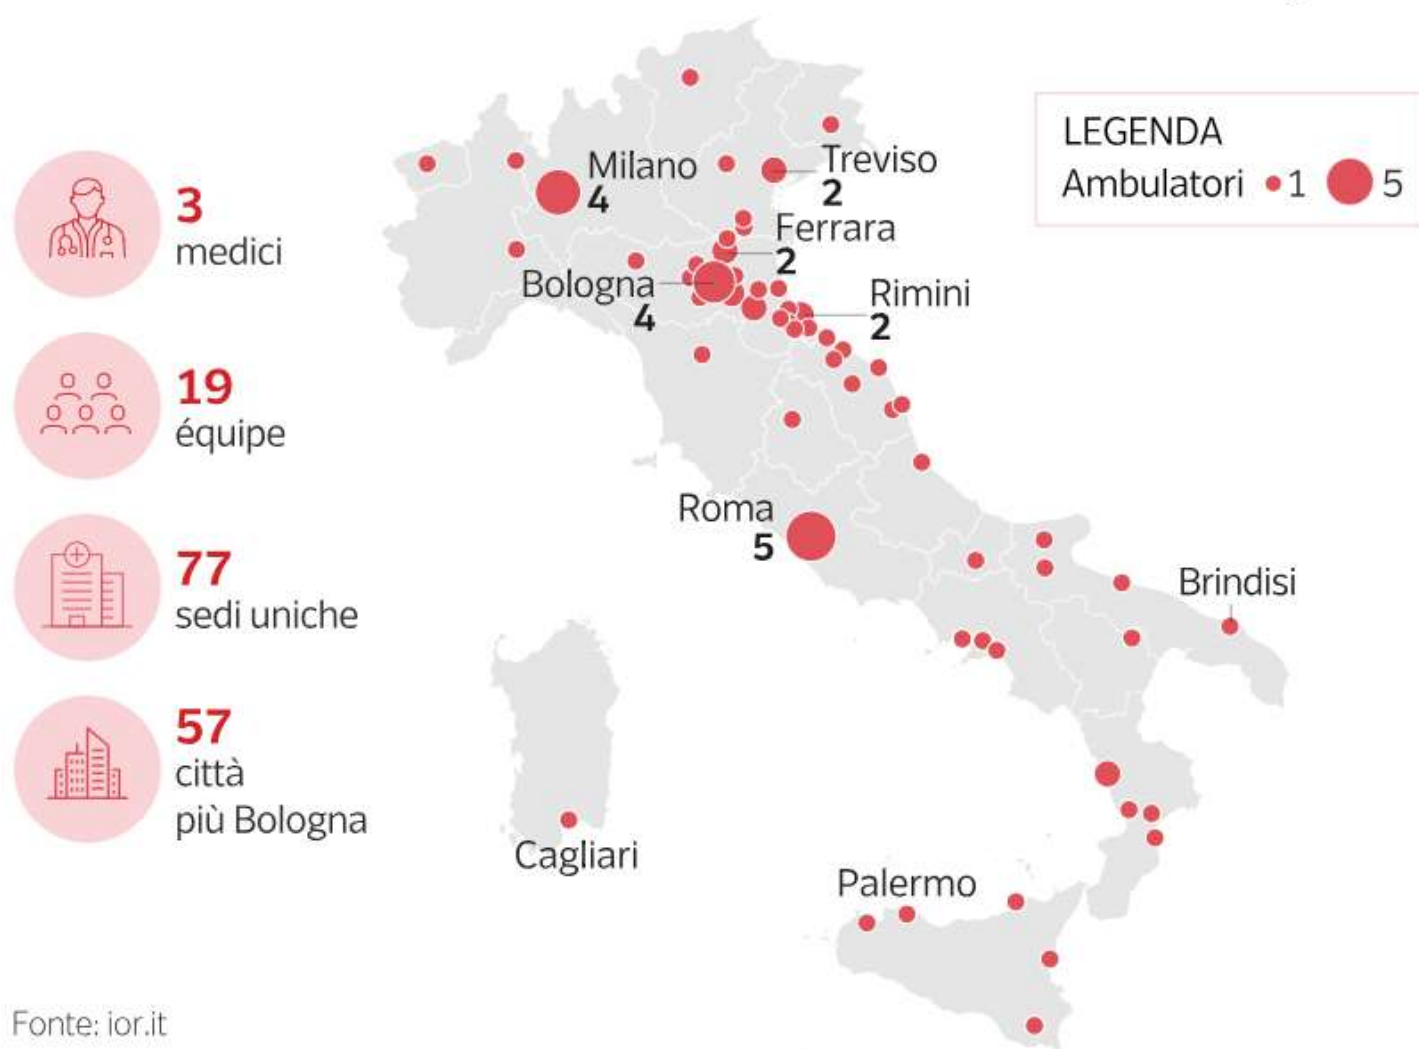 3
medici
19
équipe
77
sedi uniche
57
città
più Bologna
Fonte: ior.it
LEGENDA
Ambulatori 1 5
Milano
4
Treviso
2
Ferrara
2
Bologna
4
Rimini
2
Roma
5
Brindisi
Cagliari
Palermo